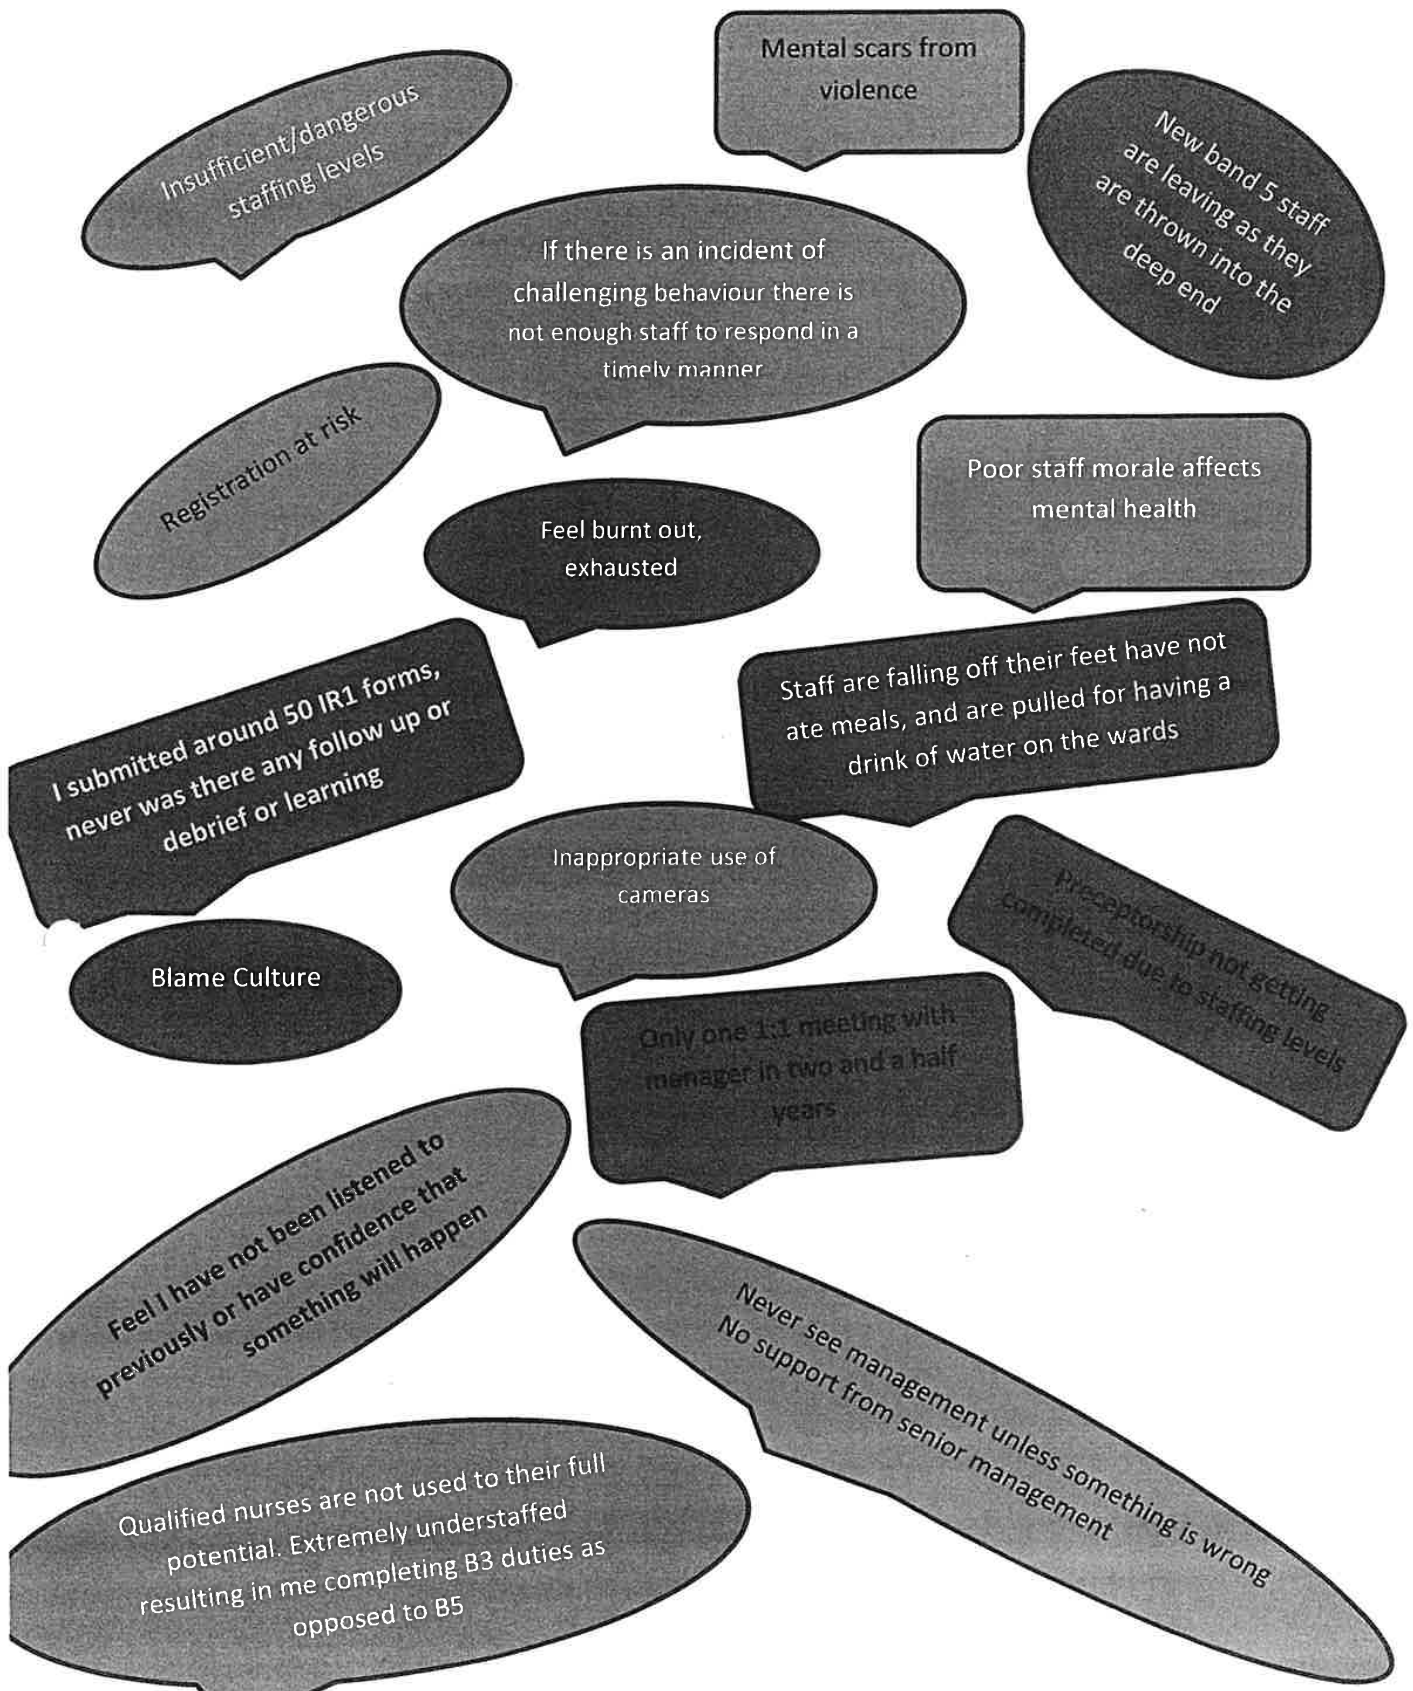 Mental scars from
violence
Insufficient/dangerous
staffing levels
New band 5 staff
are leaving as they
are thrown into the
deep end
If there is an incident of
challenging behaviour there is
not enough staff to respond in a
timely manner
Registration at risk
Poor staff morale affects
mental health
Feel burnt out,
exhausted
I submitted around 50 IR1 forms,
never was there any follow up or
debrief or learning
Staff are falling off their feet have not
ate meals, and are pulled for having a
drink of water on the wards
Inappropriate use of
cameras
Preceptorship not getting
completed due to staffing levels
Blame Culture
Only one 1:1 meeting with
manager in two and a half
years
Feel I have not been listened to
previously or have confidence that
something will happen
Never see management unless something is wrong
No support from senior management
Qualified nurses are not used to their full
potential. Extremely understaffed
resulting in me completing B3 duties as
opposed to B5